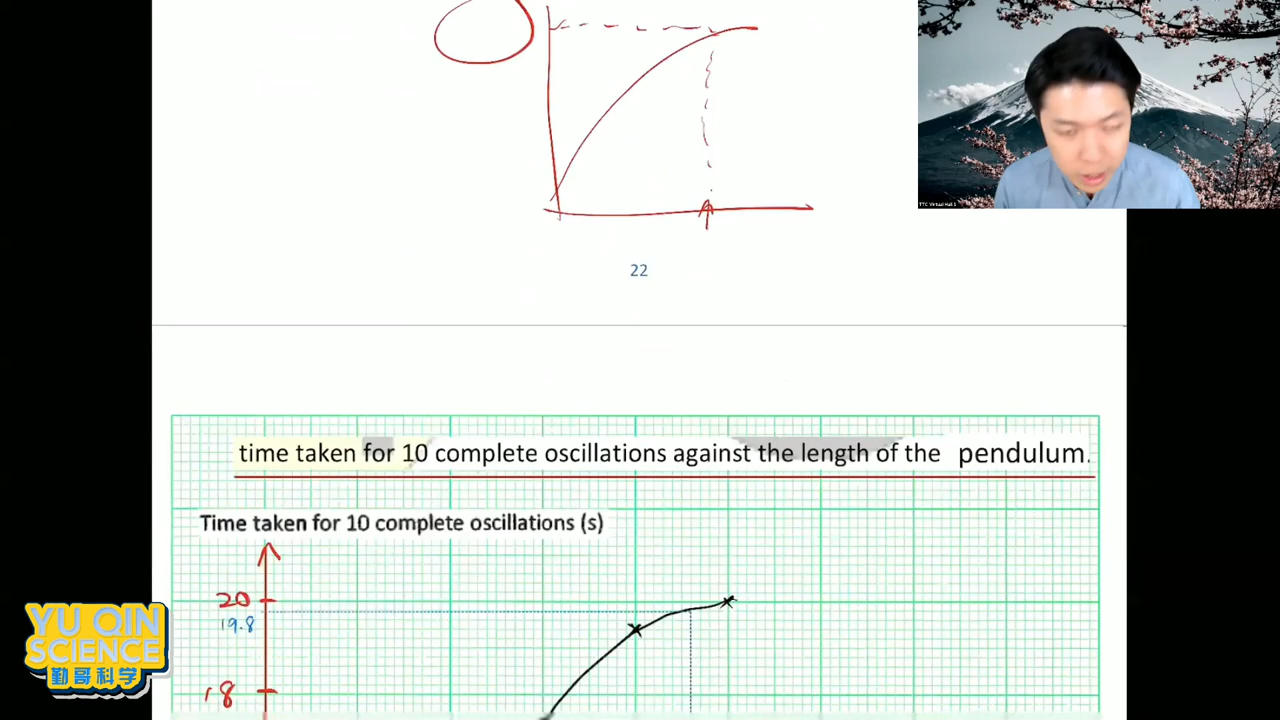 22
time taken for 10 complete oscillations against the length of the pendulum.
Time taken for 10 complete oscillations (s)
20
19.8
18
YU QIN
SCIENCE
勤哥科学